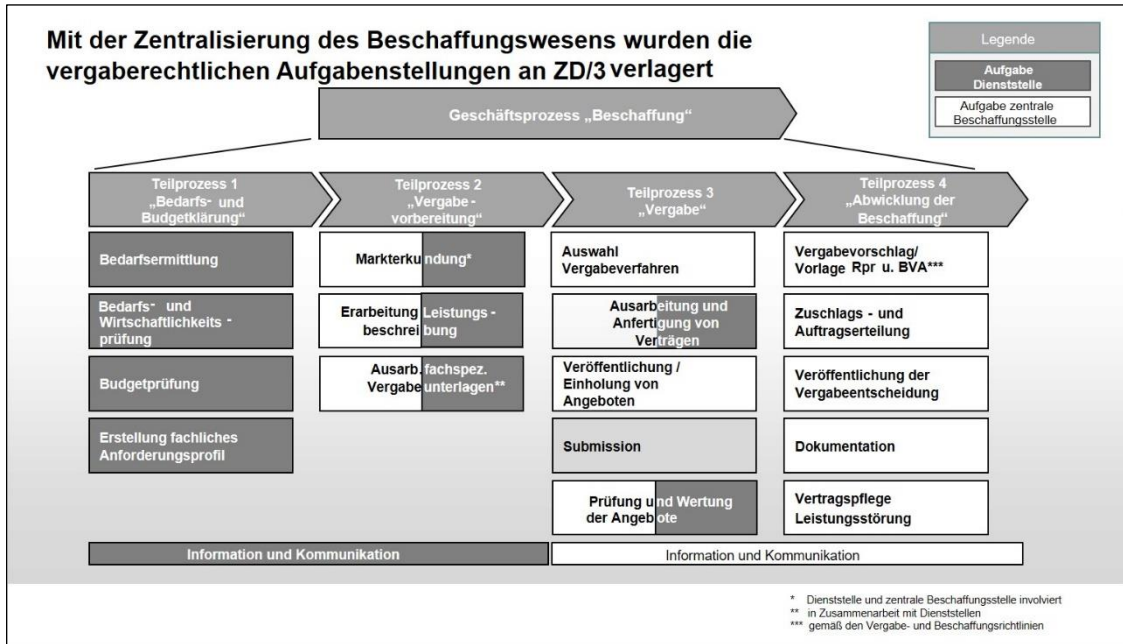 Mit der Zentralisierung des Beschaffungswesens wurden die
vergaberechtlichen Aufgabenstellungen an ZD/3 verlagert
Legende
Aufgabe
Dienststelle
Aufgabe zentrale
Beschaffungsstelle
Geschäftsprozess „Beschaffung“
Teilprozess 1
„Bedarfs- und
Budgetklärung“
Bedarfsermittlung
Bedarfs- und
Wirtschaftlichkeits -
prüfung
Budgetprüfung
Erstellung fachliches
Anforderungsprofil
Teilprozess 2
„Vergabe -
vorbereitung“
Markterkundung*
Erarbeitung Leistungs -
beschreibung
Ausarb. fachspez.
Vergabeunterlagen**
Teilprozess 3
„Vergabe“
Auswahl
Vergabeverfahren
Ausarbeitung und
Anfertigung von
Verträgen
Veröffentlichung /
Einholung von
Angeboten
Submission
Prüfung und Wertung
der Angebote
Teilprozess 4
„Abwicklung der
Beschaffung“
Vergabevorschlag/
Vorlage Rpr u. BVA***
Zuschlags - und
Auftragserteilung
Veröffentlichung der
Vergabeentscheidung
Dokumentation
Vertragspflege
Leistungsstörung
Information und Kommunikation
Information und Kommunikation
* Dienststelle und zentrale Beschaffungsstelle involviert
** in Zusammenarbeit mit Dienststellen
*** gemäß den Vergabe- und Beschaffungsrichtlinien